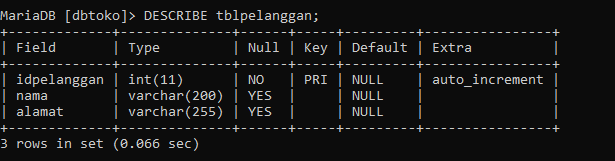 MariaDB [dbtoko]> DESCRIBE tblpelanggan;
+-------------+--------------+------+-----+---------+----------------+
| Field       | Type         | Null | Key | Default | Extra          |
+-------------+--------------+------+-----+---------+----------------+
| idpelanggan | int(11)      | NO   | PRI | NULL    | auto_increment |
| nama        | varchar(200) | YES  |     | NULL    |                |
| alamat      | varchar(255) | YES  |     | NULL    |                |
+-------------+--------------+------+-----+---------+----------------+
3 rows in set (0.066 sec)